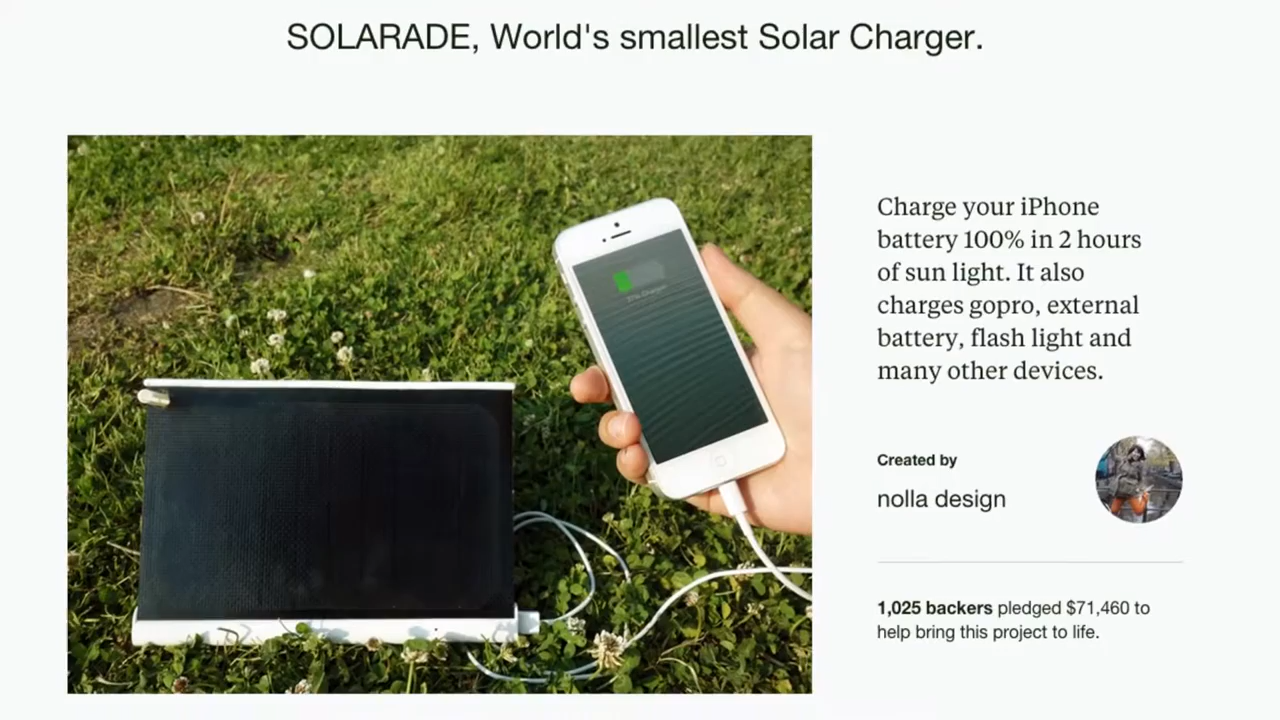 SOLARADE, World's smallest Solar Charger.
Charge your iPhone
battery 100% in 2 hours
of sun light. It also
charges gopro, external
battery, flash light and
many other devices.
Created by
nolla design
1,025 backers pledged $71,460 to
help bring this project to life.